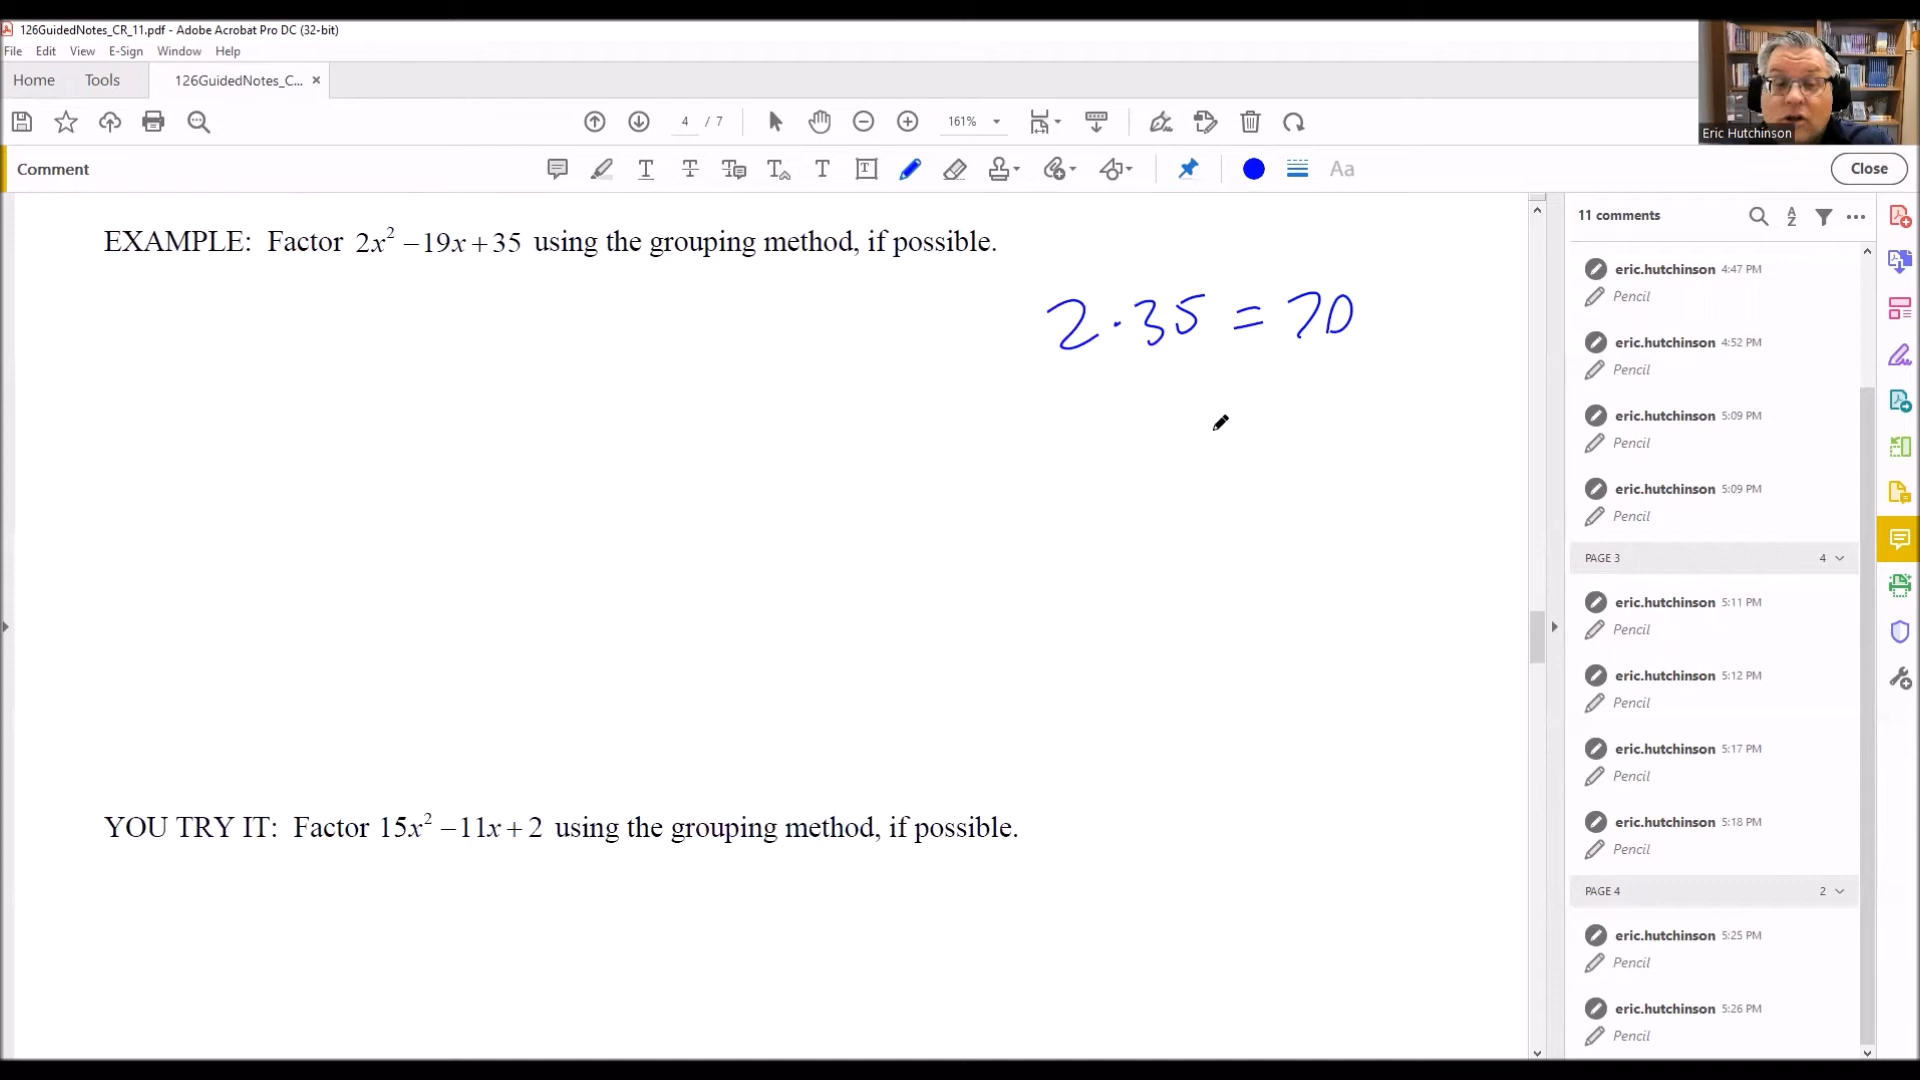 126GuidedNotes_CR_11.pdf - Adobe Acrobat Pro DC (32-bit)
File Edit View E-Sign Window Help
Home Tools 126GuidedNotes_C... ×
4 / 7 161%
Comment Aa Close
Eric Hutchinson
EXAMPLE: Factor 2x² − 19x + 35 using the grouping method, if possible.
2 · 35 = 70
YOU TRY IT: Factor 15x² − 11x + 2 using the grouping method, if possible.
11 comments
eric.hutchinson 4:47 PM
Pencil
eric.hutchinson 4:52 PM
Pencil
eric.hutchinson 5:09 PM
Pencil
eric.hutchinson 5:09 PM
Pencil
PAGE 3 4
eric.hutchinson 5:11 PM
Pencil
eric.hutchinson 5:12 PM
Pencil
eric.hutchinson 5:17 PM
Pencil
eric.hutchinson 5:18 PM
Pencil
PAGE 4 2
eric.hutchinson 5:25 PM
Pencil
eric.hutchinson 5:26 PM
Pencil